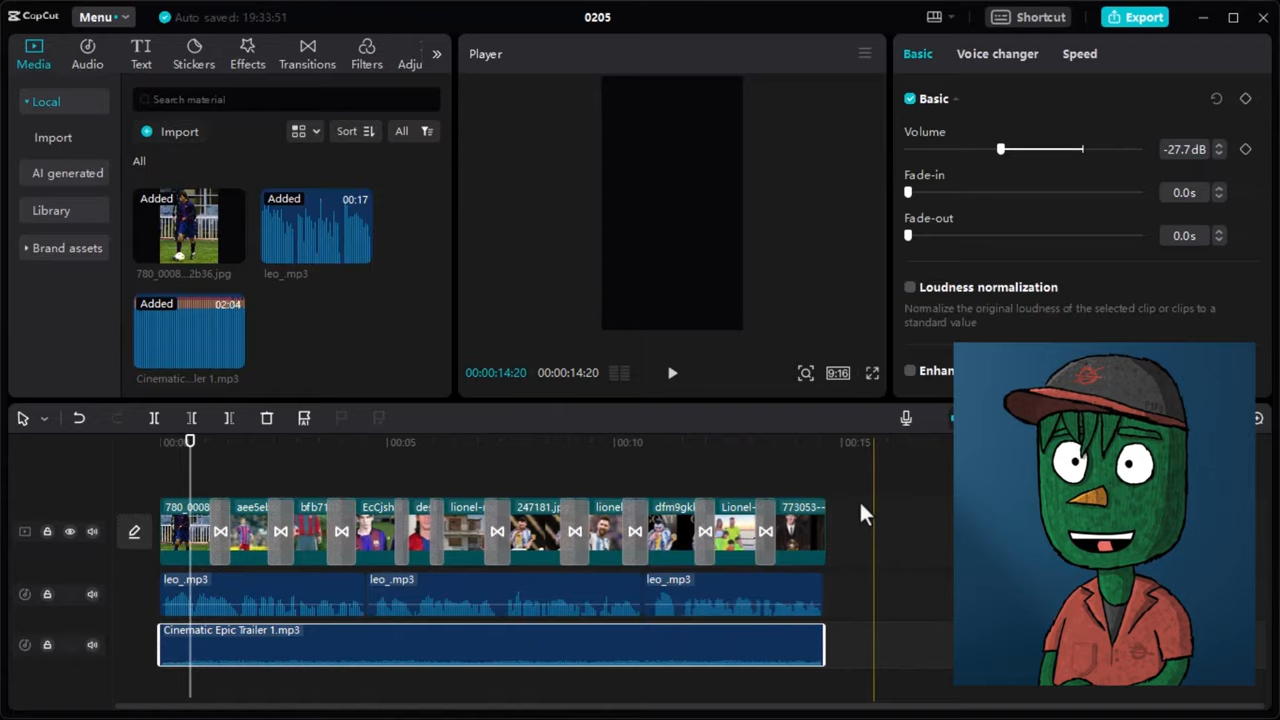 CapCut
Menu
Auto saved: 19:33:51
0205
Shortcut
Export
Media
Audio
Text
Stickers
Effects
Transitions
Filters
Adju
Local
Import
AI generated
Library
Brand assets
Search material
Import
Sort
All
All
Added
780_0008...2b36.jpg
Added
00:17
leo_.mp3
Added
02:04
Cinematic...ler 1.mp3
Player
00:00:14:20
00:00:14:20
9:16
Basic
Voice changer
Speed
Basic
Volume
-27.7dB
Fade-in
0.0s
Fade-out
0.0s
Loudness normalization
Normalize the original loudness of the selected clip or clips to a
standard value
Enhan
00:05
00:10
00:15
780_0008
aee5eb
bfb71
EcCjsh
des
lionel-
247181.jp
lionel
dfm9gkl
Lionel-
773053--
leo_.mp3
leo_.mp3
leo_.mp3
Cinematic Epic Trailer 1.mp3